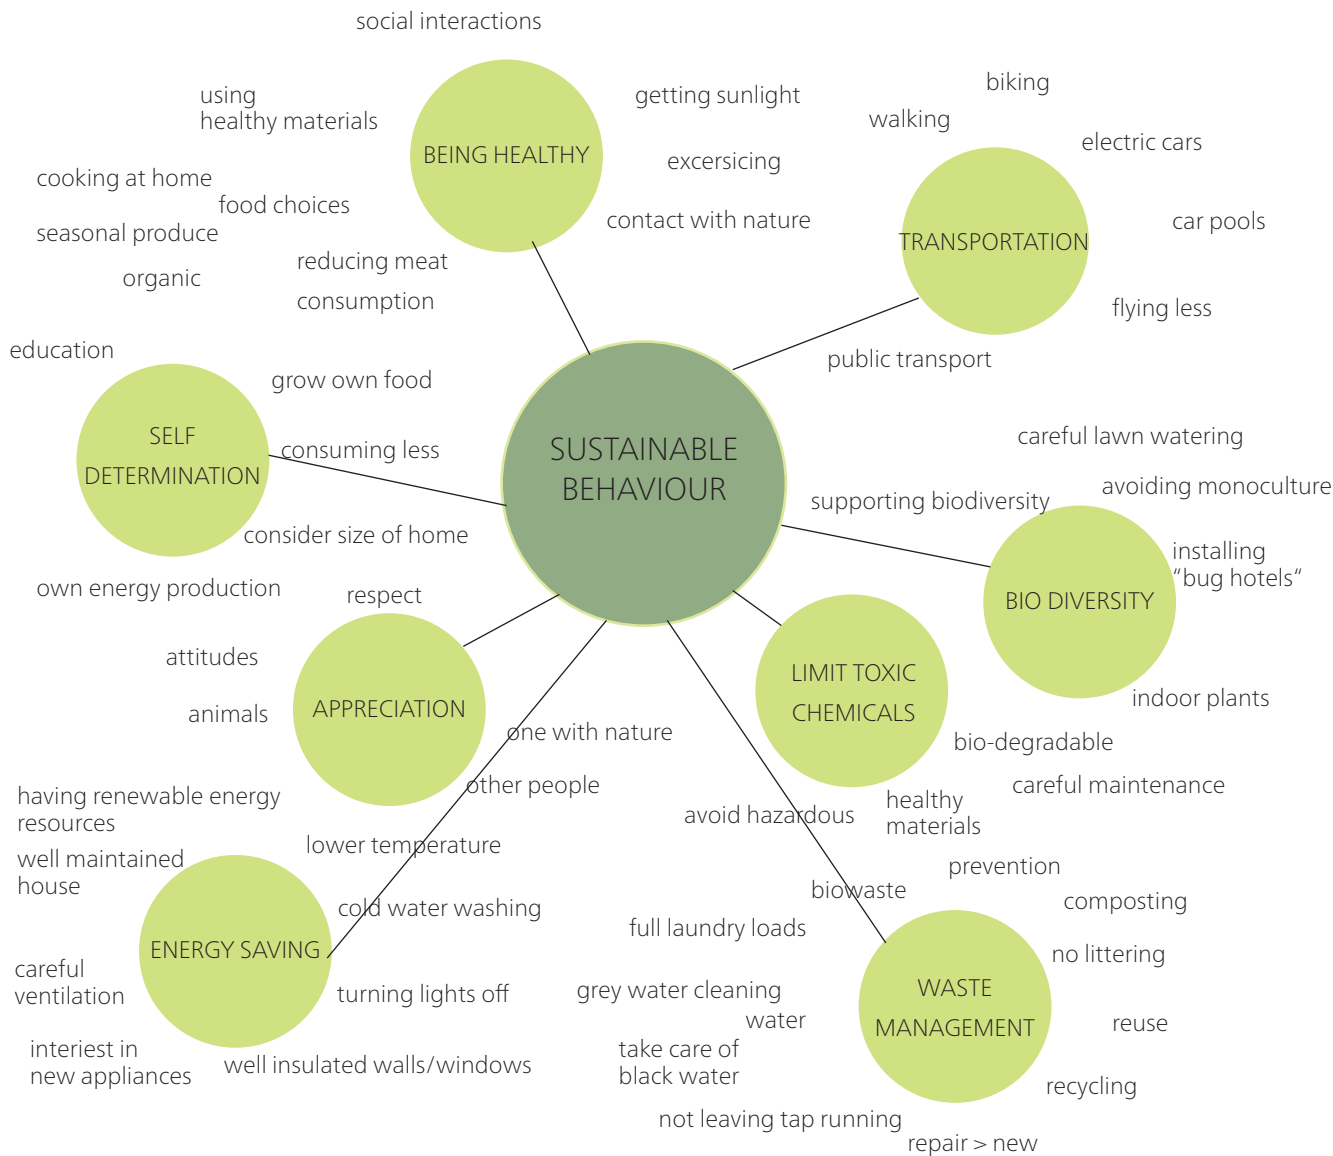 social interactions
using
healthy materials
getting sunlight
BEING HEALTHY
excersicing
contact with nature
cooking at home
food choices
seasonal produce
organic
reducing meat
consumption
biking
walking
electric cars
TRANSPORTATION
car pools
flying less
public transport
education
grow own food
SELF
DETERMINATION
consuming less
consider size of home
own energy production
SUSTAINABLE
BEHAVIOUR
careful lawn watering
supporting biodiversity
avoiding monoculture
installing
“bug hotels“
BIO DIVERSITY
indoor plants
respect
attitudes
animals
APPRECIATION
one with nature
other people
LIMIT TOXIC
CHEMICALS
bio-degradable
careful maintenance
avoid hazardous
healthy
materials
having renewable energy
resources
well maintained
house
lower temperature
cold water washing
ENERGY SAVING
careful
ventilation
turning lights off
interiest in
new appliances
well insulated walls/windows
prevention
biowaste
composting
full laundry loads
no littering
grey water cleaning
water
WASTE
MANAGEMENT
reuse
take care of
black water
recycling
not leaving tap running
repair > new